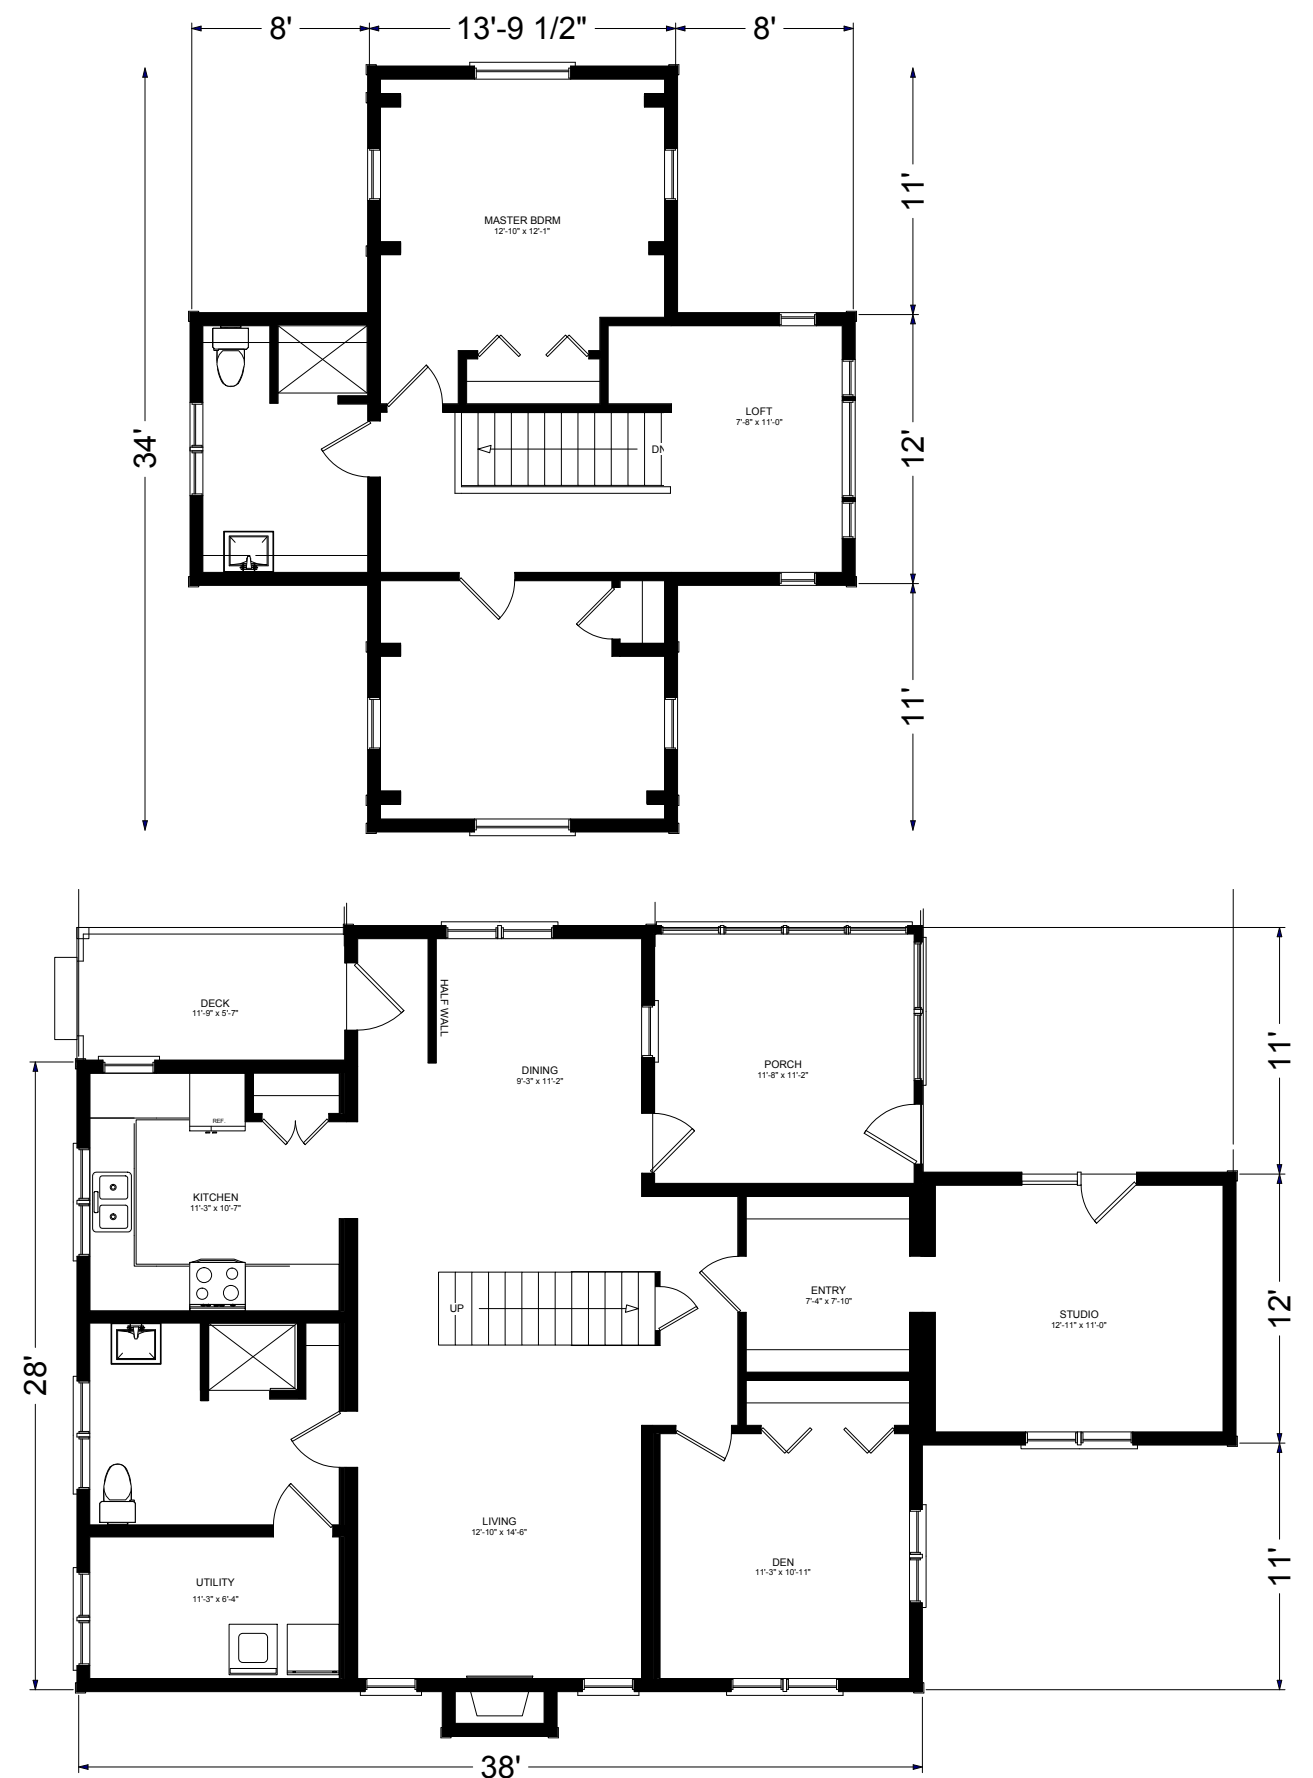 8'
13'-9 1/2"
8'
11'
MASTER BDRM
12'-10" x 12'-1"
LOFT
7'-8" x 11'-0"
34'
12'
DN
11'
DECK
11'-9" x 5'-7"
HALF WALL
DINING
9'-3" x 11'-2"
PORCH
11'-8" x 11'-2"
11'
REF.
KITCHEN
11'-3" x 10'-7"
UP
ENTRY
7'-4" x 7'-10"
STUDIO
12'-11" x 11'-0"
12'
28'
LIVING
12'-10" x 14'-6"
DEN
11'-3" x 10'-11"
11'
UTILITY
11'-3" x 6'-4"
38'